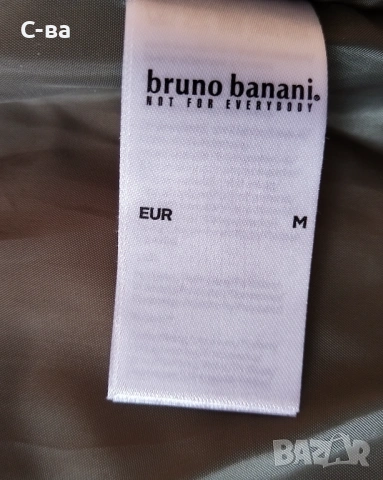 C-ва
bruno banani.®
NOT FOR EVERYBODY
EUR M
BAZAR